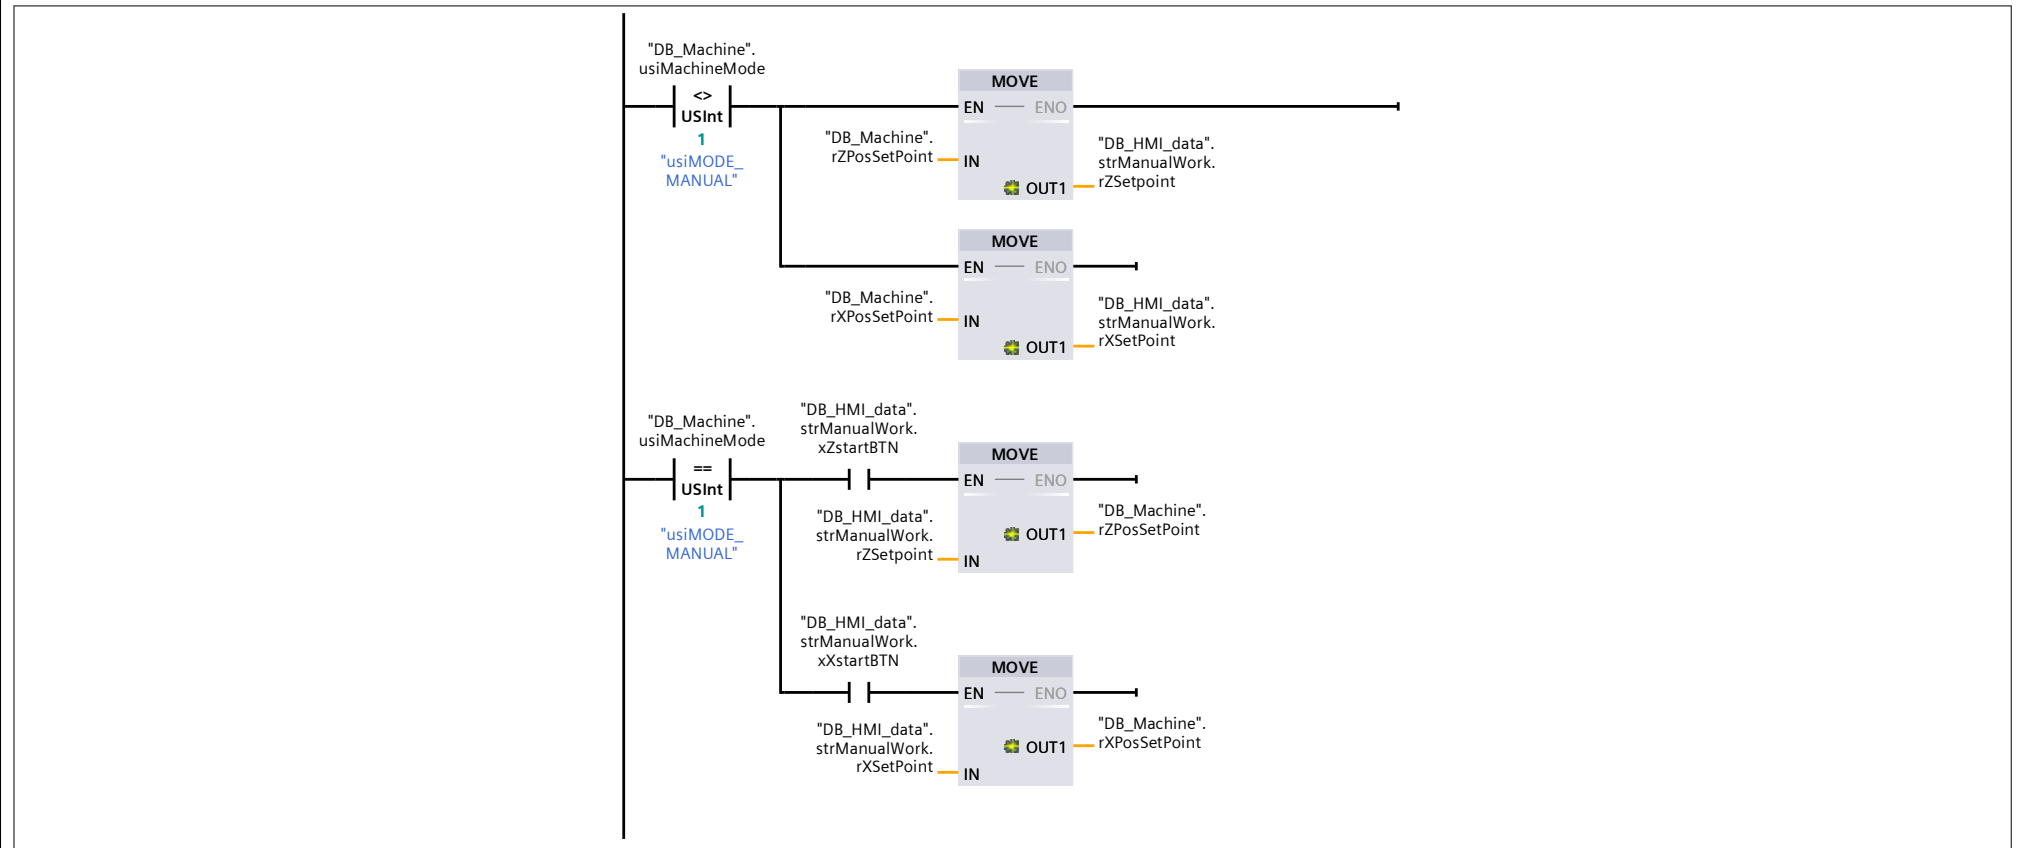 "DB_Machine".
usiMachineMode
<>
USInt
1
"usiMODE_
MANUAL"
MOVE
EN
ENO
"DB_Machine".
rZPosSetPoint
IN
OUT1
"DB_HMI_data".
strManualWork.
rZSetpoint
MOVE
EN
ENO
"DB_Machine".
rXPosSetPoint
IN
OUT1
"DB_HMI_data".
strManualWork.
rXSetPoint
"DB_Machine".
usiMachineMode
==
USInt
1
"usiMODE_
MANUAL"
"DB_HMI_data".
strManualWork.
xZstartBTN
MOVE
EN
ENO
"DB_HMI_data".
strManualWork.
rZSetpoint
IN
OUT1
"DB_Machine".
rZPosSetPoint
"DB_HMI_data".
strManualWork.
xXstartBTN
MOVE
EN
ENO
"DB_HMI_data".
strManualWork.
rXSetPoint
IN
OUT1
"DB_Machine".
rXPosSetPoint